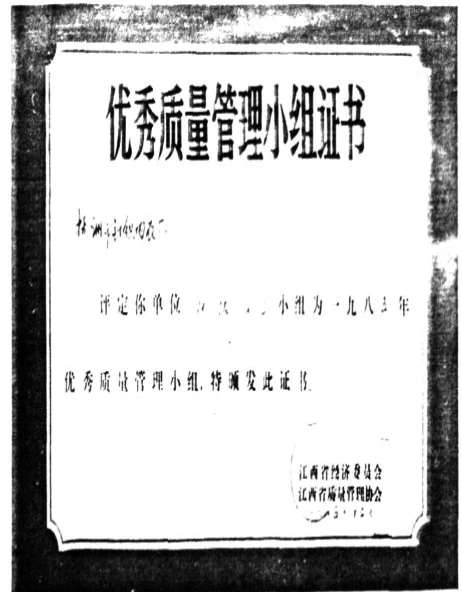 优秀质量管理小组证书
评定你单位小组为一九八年
优秀质量管理小组,特颁发此证书
江西省经济委员会
江西省质量管理协会